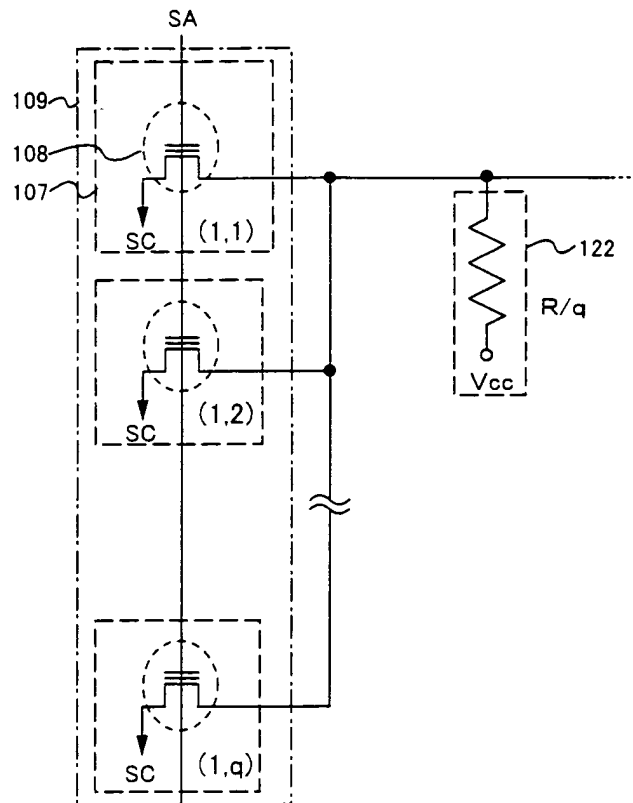 SA
109
108
107
SC
(1,1)
122
R/q
Vcc
SC
(1,2)
SC
(1,q)